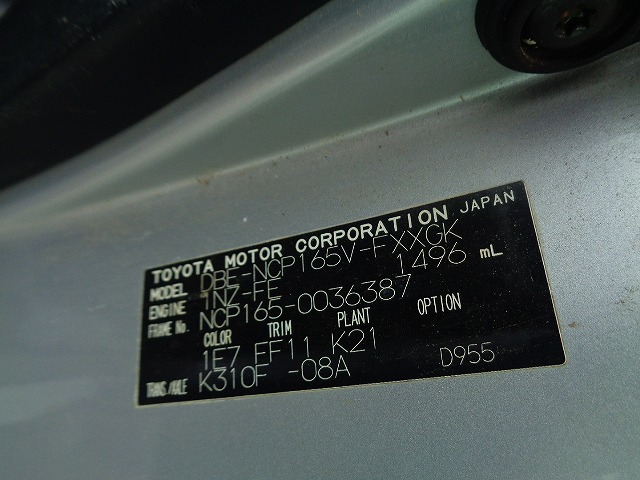 TOYOTA MOTOR CORPORATION JAPAN
MODEL DBE-NCP165V-FXXGK
ENGINE 1NZ-FE 1496 mL
FRAME No. NCP165-0036387
COLOR TRIM PLANT OPTION
1E7 FF11 K21
TRANS./AXLE K310F -08A D955